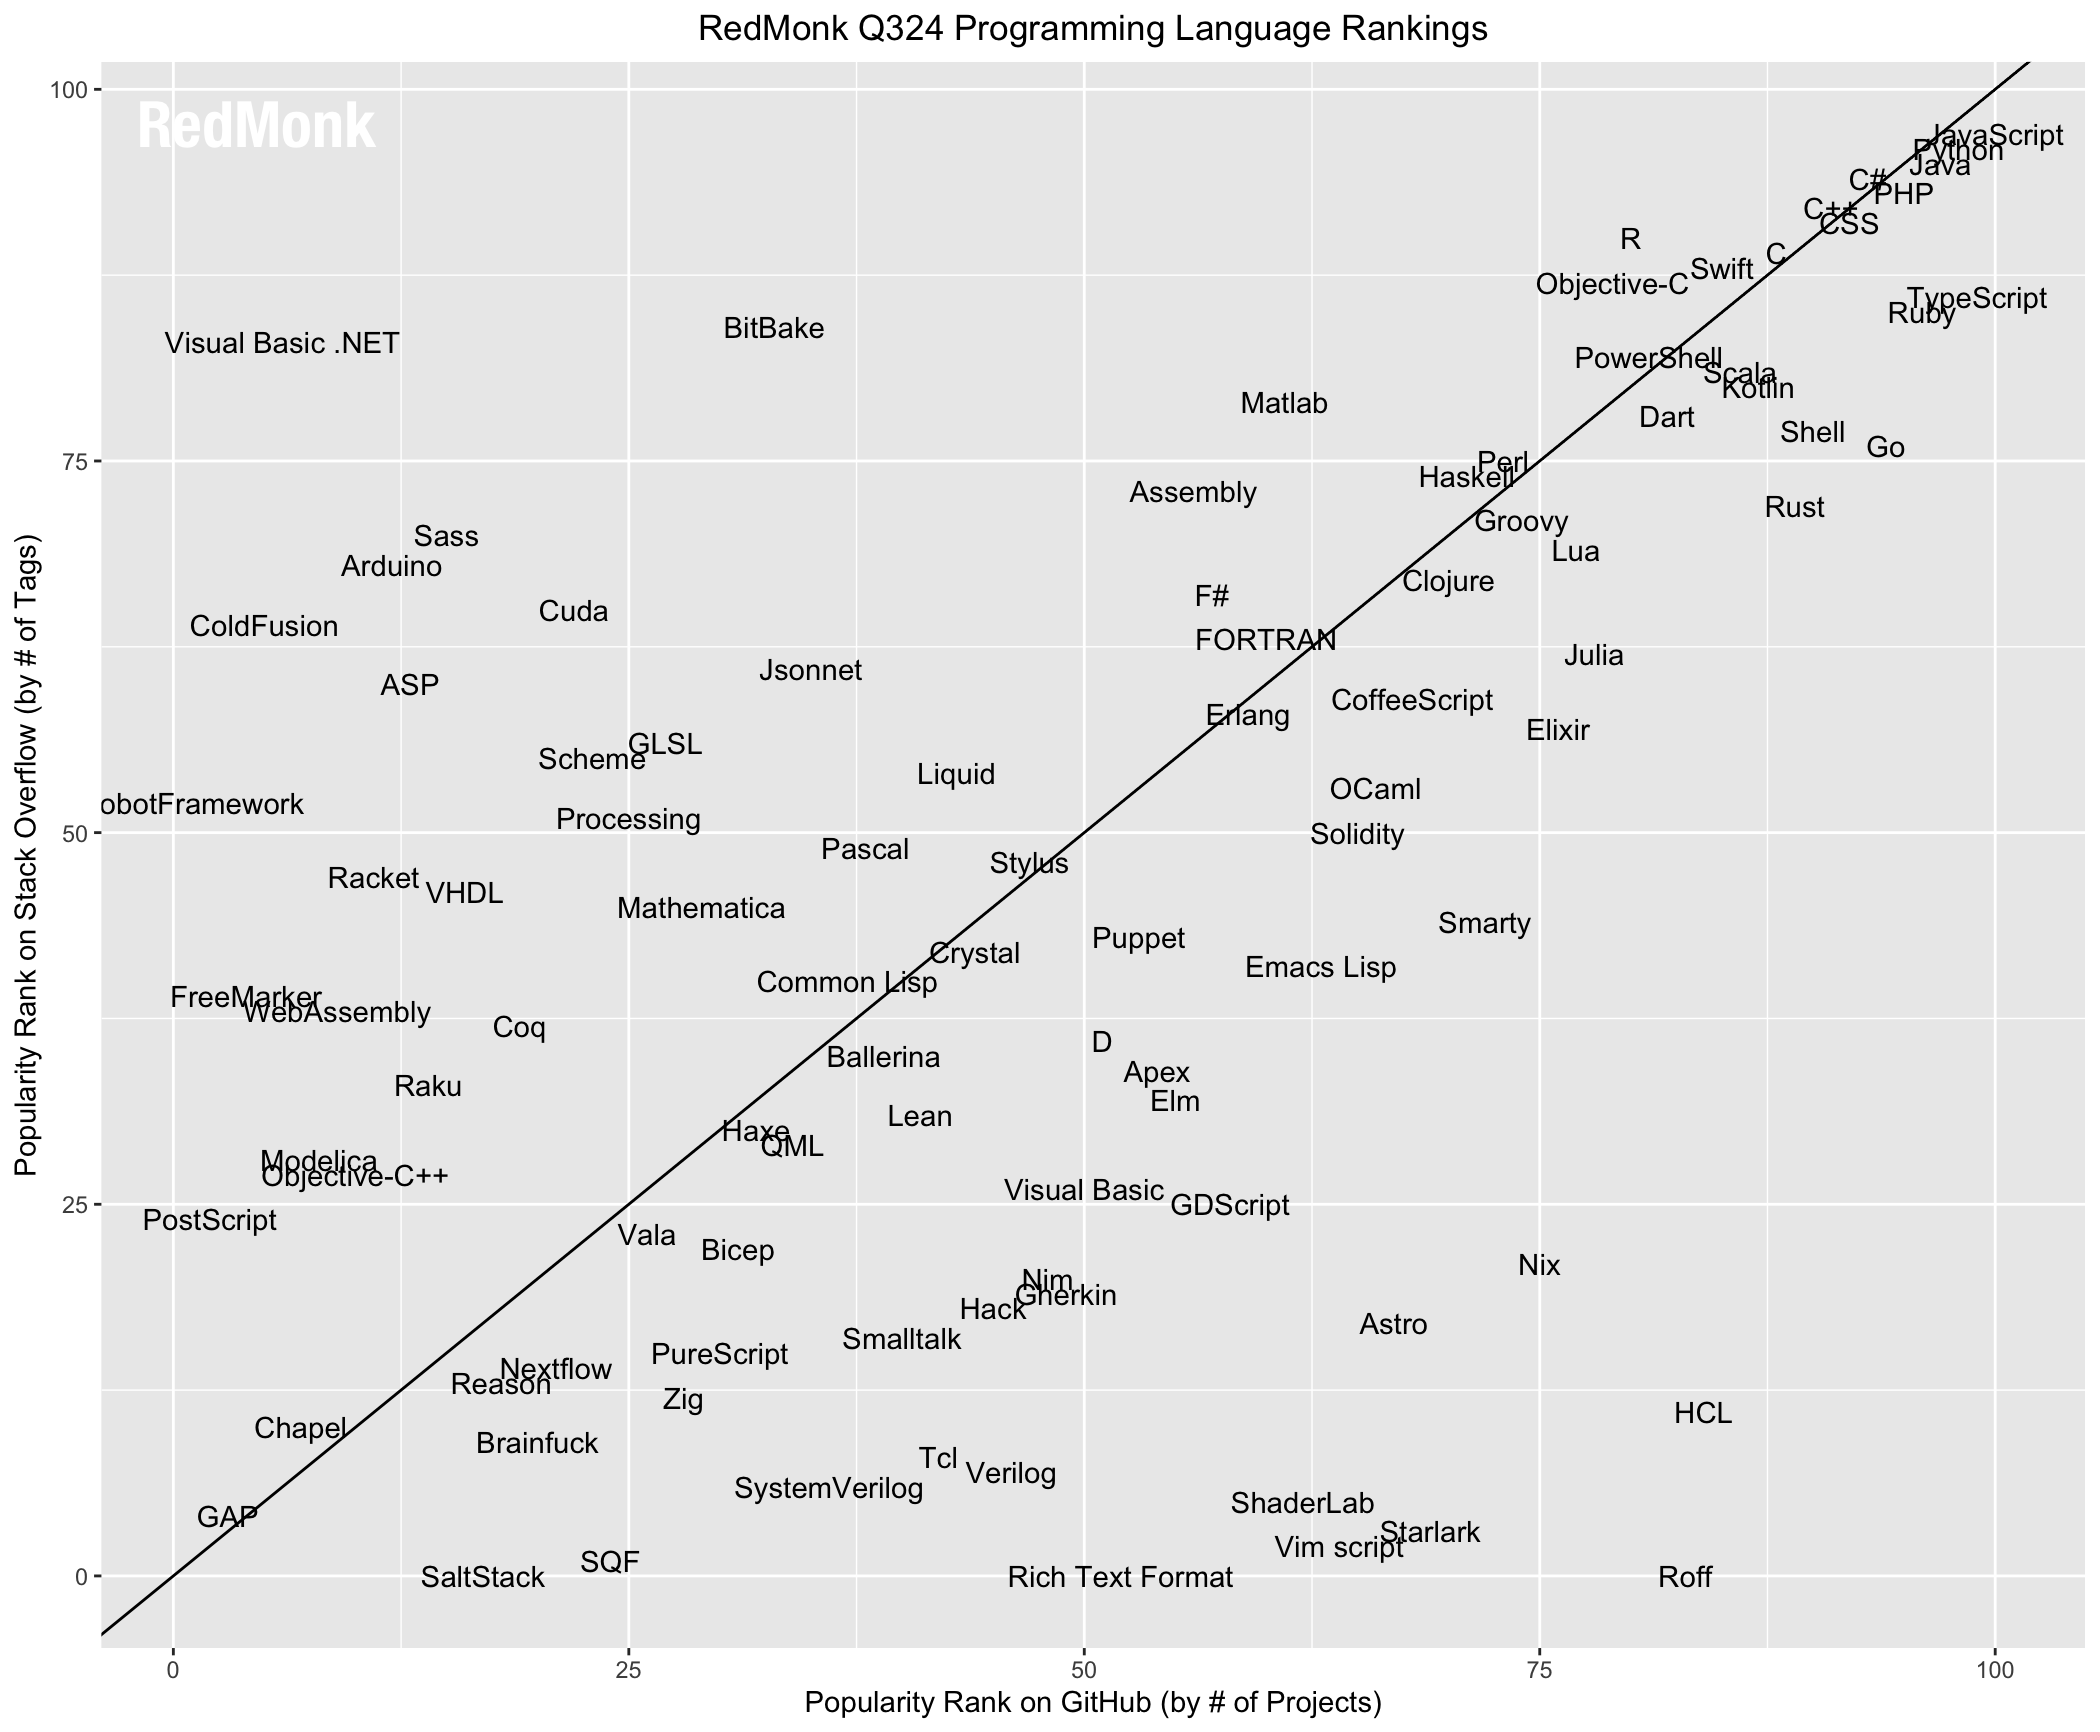 RedMonk Q324 Programming Language Rankings
100
RedMonk
JavaScript
Python
Java
C#
PHP
C++
CSS
R
C
Swift
Objective-C
TypeScript
Ruby
BitBake
Visual Basic .NET
PowerShell
Scala
Kotlin
Matlab
Dart
Shell
Go
75
Perl
Haskell
Assembly
Rust
Groovy
Sass
Lua
Arduino
Clojure
F#
Cuda
ColdFusion
FORTRAN
Julia
Jsonnet
ASP
CoffeeScript
Erlang
Elixir
GLSL
Scheme
Liquid
OCaml
obotFramework
Processing
50
Solidity
Pascal
Stylus
Racket
VHDL
Mathematica
Smarty
Puppet
Crystal
Emacs Lisp
Common Lisp
FreeMarker
WebAssembly
Coq
D
Ballerina
Apex
Raku
Elm
Lean
Haxe
QML
Modelica
Objective-C++
Visual Basic
25
GDScript
PostScript
Vala
Bicep
Nix
Nim
Gherkin
Hack
Astro
Smalltalk
PureScript
Nextflow
Reason
Zig
HCL
Chapel
Brainfuck
Tcl
Verilog
SystemVerilog
ShaderLab
GAP
Starlark
Vim script
SQF
0
SaltStack
Rich Text Format
Roff
0
25
50
75
100
Popularity Rank on GitHub (by # of Projects)
Popularity Rank on Stack Overflow (by # of Tags)